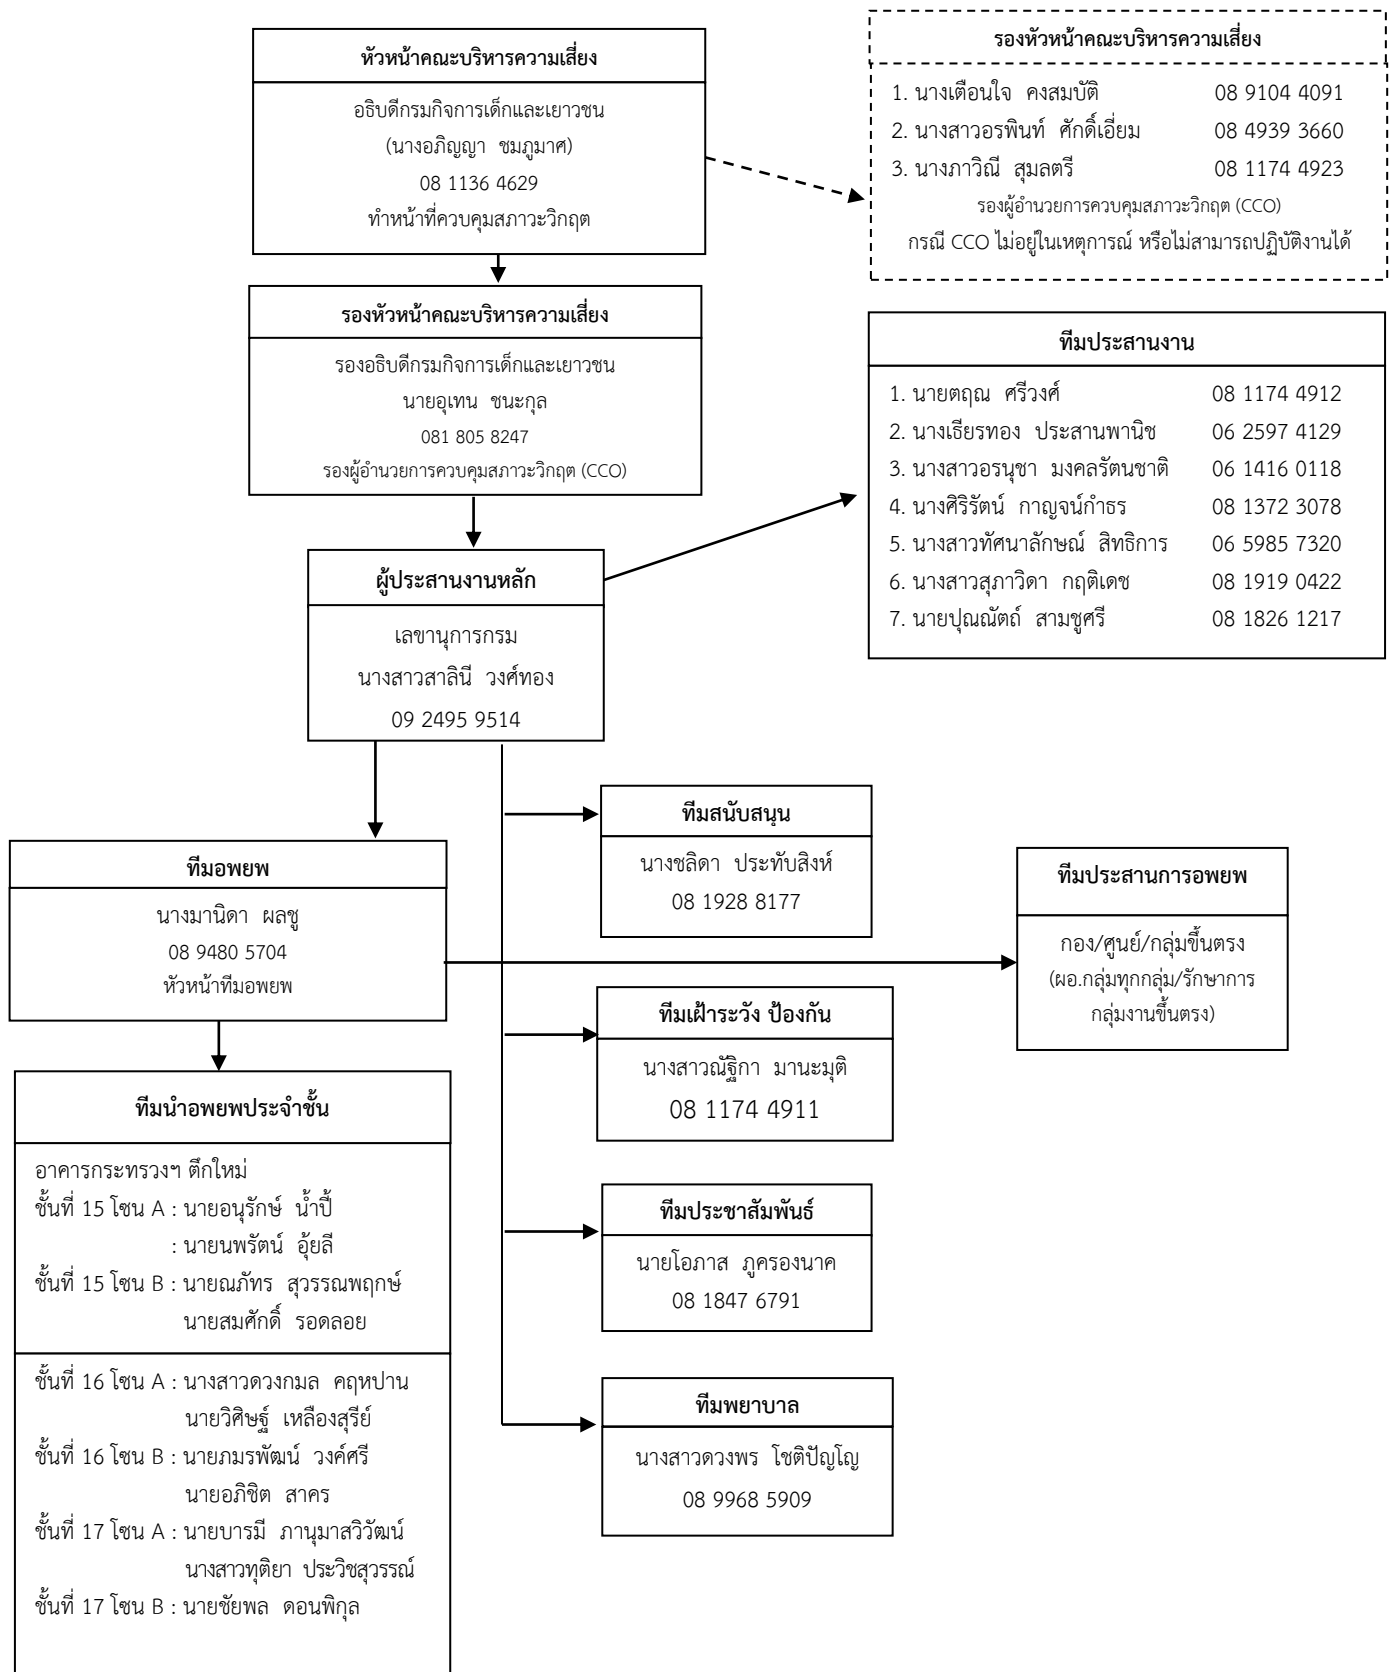 หัวหน้าคณะบริหารความเสี่ยง
อธิบดีกรมกิจการเด็กและเยาวชน
(นางอภิญญา ชมภูมาศ)
08 1136 4629
ทำหน้าที่ควบคุมสภาวะวิกฤต
รองหัวหน้าคณะบริหารความเสี่ยง
1. นางเตือนใจ คงสมบัติ 08 9104 4091
2. นางสาวอรพินท์ ศักดิ์เอี่ยม 08 4939 3660
3. นางภาวิณี สุมลตรี 08 1174 4923
รองผู้อำนวยการควบคุมสภาวะวิกฤต (CCO)
กรณี CCO ไม่อยู่ในเหตุการณ์ หรือไม่สามารถปฏิบัติงานได้
รองหัวหน้าคณะบริหารความเสี่ยง
รองอธิบดีกรมกิจการเด็กและเยาวชน
นายอุเทน ชนะกุล
081 805 8247
รองผู้อำนวยการควบคุมสภาวะวิกฤต (CCO)
ทีมประสานงาน
1. นายตฤณ ศรีวงศ์ 08 1174 4912
2. นางเธียรทอง ประสานพานิช 06 2597 4129
3. นางสาวอรนุชา มงคลรัตนชาติ 06 1416 0118
4. นางศิริรัตน์ กาญจน์กำธร 08 1372 3078
5. นางสาวทัศนาลักษณ์ สิทธิการ 06 5985 7320
6. นางสาวสุภาวิดา กฤติเดช 08 1919 0422
7. นายปุณณัตถ์ สามชูศรี 08 1826 1217
ผู้ประสานงานหลัก
เลขานุการกรม
นางสาวสาลินี วงศ์ทอง
09 2495 9514
ทีมสนับสนุน
นางชลิดา ประทับสิงห์
08 1928 8177
ทีมอพยพ
นางมานิดา ผลชู
08 9480 5704
หัวหน้าทีมอพยพ
ทีมประสานการอพยพ
กอง/ศูนย์/กลุ่มขึ้นตรง
(ผอ.กลุ่มทุกกลุ่ม/รักษาการ
กลุ่มงานขึ้นตรง)
ทีมเฝ้าระวัง ป้องกัน
นางสาวณัฐิกา มานะมุติ
08 1174 4911
ทีมนำอพยพประจำชั้น
อาคารกระทรวงฯ ตึกใหม่
ชั้นที่ 15 โซน A : นายอนุรักษ์ น้ำปี้
: นายนพรัตน์ อุ้ยลี
ชั้นที่ 15 โซน B : นายณภัทร สุวรรณพฤกษ์
นายสมศักดิ์ รอดลอย
ชั้นที่ 16 โซน A : นางสาวดวงกมล คฤหปาน
นายวิศิษฐ์ เหลืองสุรีย์
ชั้นที่ 16 โซน B : นายภมรพัฒน์ วงค์ศรี
นายอภิชิต สาคร
ชั้นที่ 17 โซน A : นายบารมี ภานุมาสวิวัฒน์
นางสาวทุติยา ประวิชสุวรรณ์
ชั้นที่ 17 โซน B : นายชัยพล ดอนพิกุล
ทีมประชาสัมพันธ์
นายโอภาส ภูครองนาค
08 1847 6791
ทีมพยาบาล
นางสาวดวงพร โชติปัญโญ
08 9968 5909